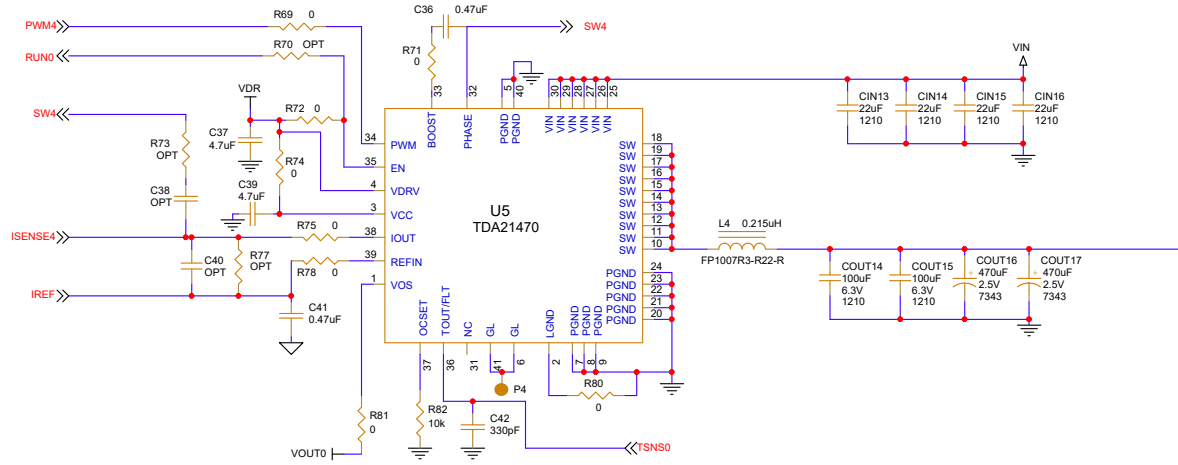 C36
0.47uF
R69 0
PWM4
SW4
R70 OPT
RUN0
R71
0
VIN
VDR
33
32
5
40
30
29
28
27
26
25
CIN13
22uF
1210
CIN14
22uF
1210
CIN15
22uF
1210
CIN16
22uF
1210
SW4
R72 0
BOOST
PHASE
PGND
PGND
VIN
VIN
VIN
VIN
VIN
VIN
C37
4.7uF
R73
OPT
R74
0
34 PWM
35 EN
4 VDRV
3 VCC
38 IOUT
39 REFIN
1 VOS
U5
TDA21470
SW 18
SW 19
SW 17
SW 16
SW 15
SW 14
SW 13
SW 12
SW 11
SW 10
PGND 24
PGND 23
PGND 22
PGND 21
PGND 20
C38
OPT
C39
4.7uF
ISENSE4
R75 0
C40
OPT
R77
OPT
R78 0
IREF
C41
0.47uF
L4 0.215uH
FP1007R3-R22-R
COUT14
100uF
6.3V
1210
COUT15
100uF
6.3V
1210
COUT16
470uF
2.5V
7343
+
COUT17
470uF
2.5V
7343
+
OCSET
TOUT/FLT
NC
GL
GL
LGND
PGND
PGND
PGND
37
36
31
41
6
2
7
8
9
P4
R80
0
R81
0
R82
10k
C42
330pF
VOUT0
TSNS0